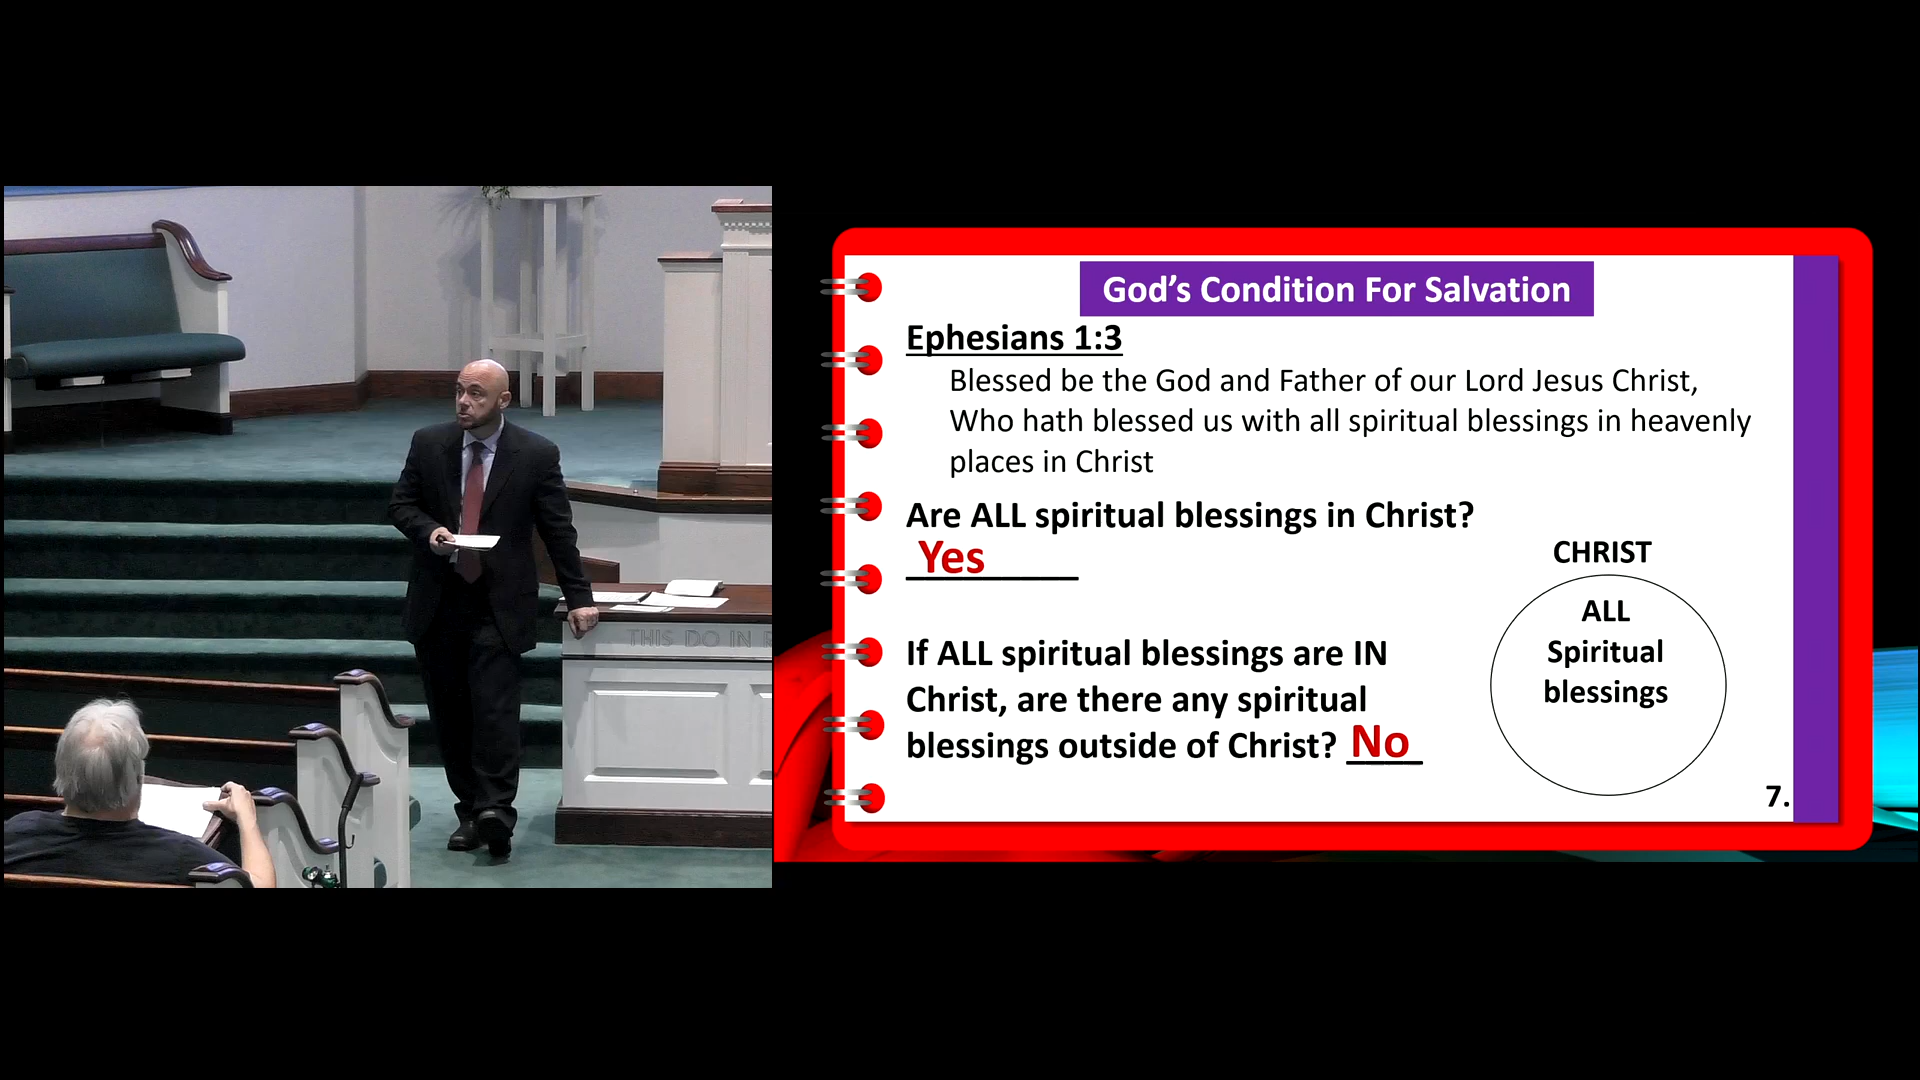 THIS DO IN
God's Condition For Salvation
Ephesians 1:3
Blessed be the God and Father of our Lord Jesus Christ,
Who hath blessed us with all spiritual blessings in heavenly
places in Christ
Are ALL spiritual blessings in Christ?
Yes
If ALL spiritual blessings are IN
Christ, are there any spiritual
blessings outside of Christ? No
CHRIST
ALL
Spiritual
blessings
7.